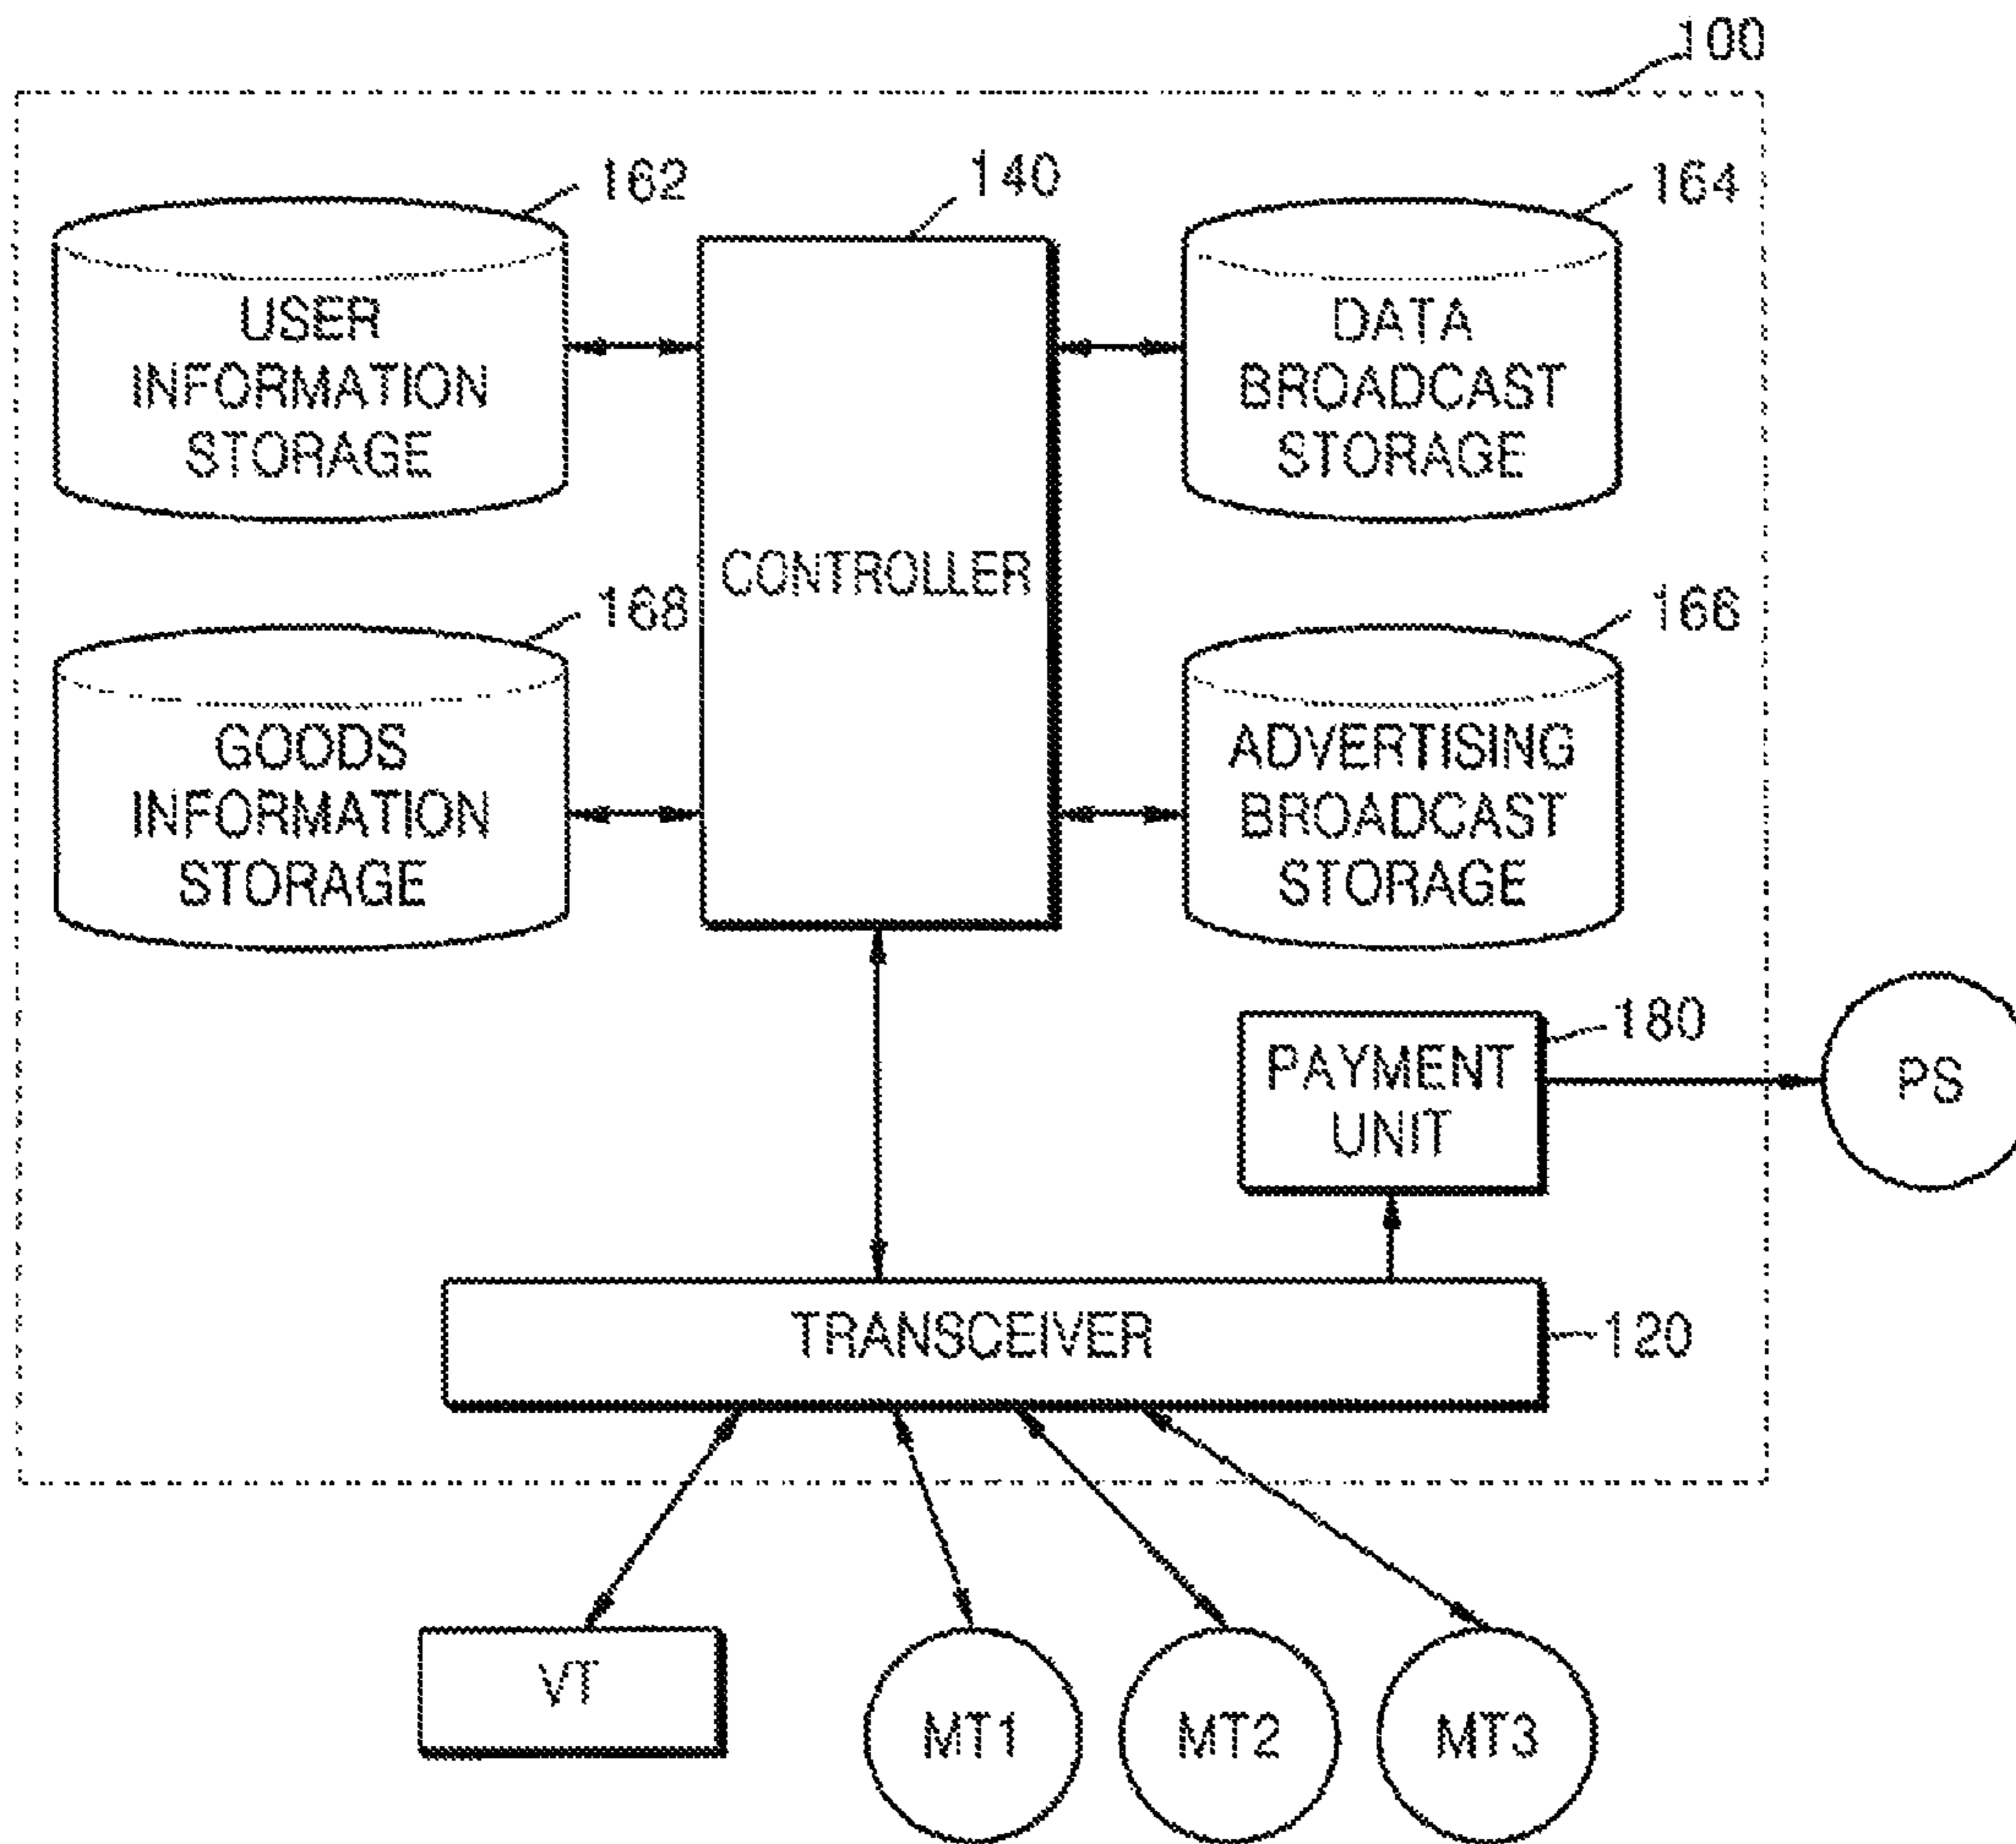 100
162
140
164
USER
INFORMATION
STORAGE
CONTROLLER
DATA
BROADCAST
STORAGE
168
166
GOODS
INFORMATION
STORAGE
ADVERTISING
BROADCAST
STORAGE
180
PAYMENT
UNIT
PS
TRANSCEIVER
120
VT
MT1
MT2
MT3